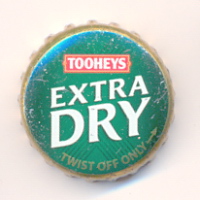 TOOHEYS
EXTRA
DRY
TWIST OFF ONLY